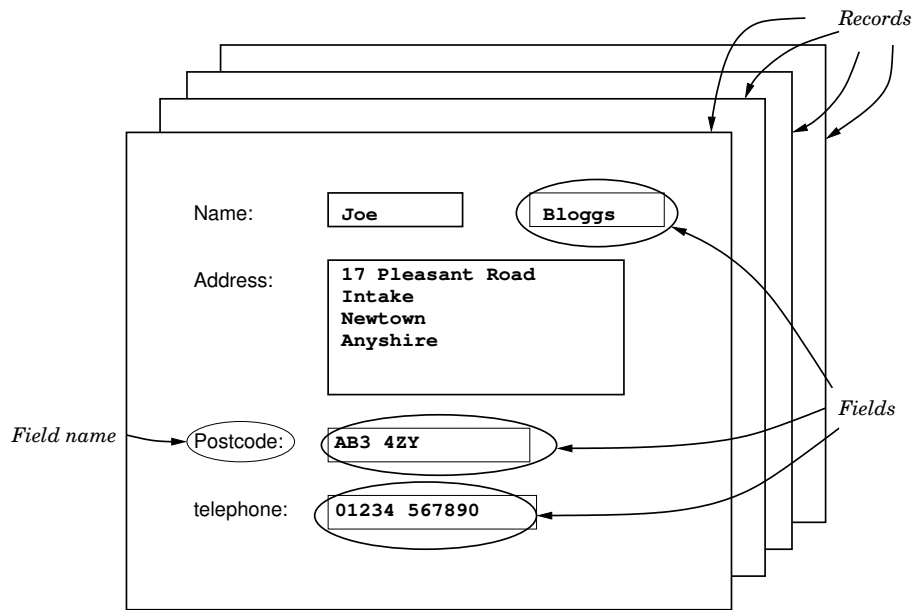 Records
Name: Joe Bloggs
Address: 17 Pleasant Road
Intake
Newtown
Anyshire
Fields
Field name Postcode: AB3 4ZY
telephone: 01234 567890